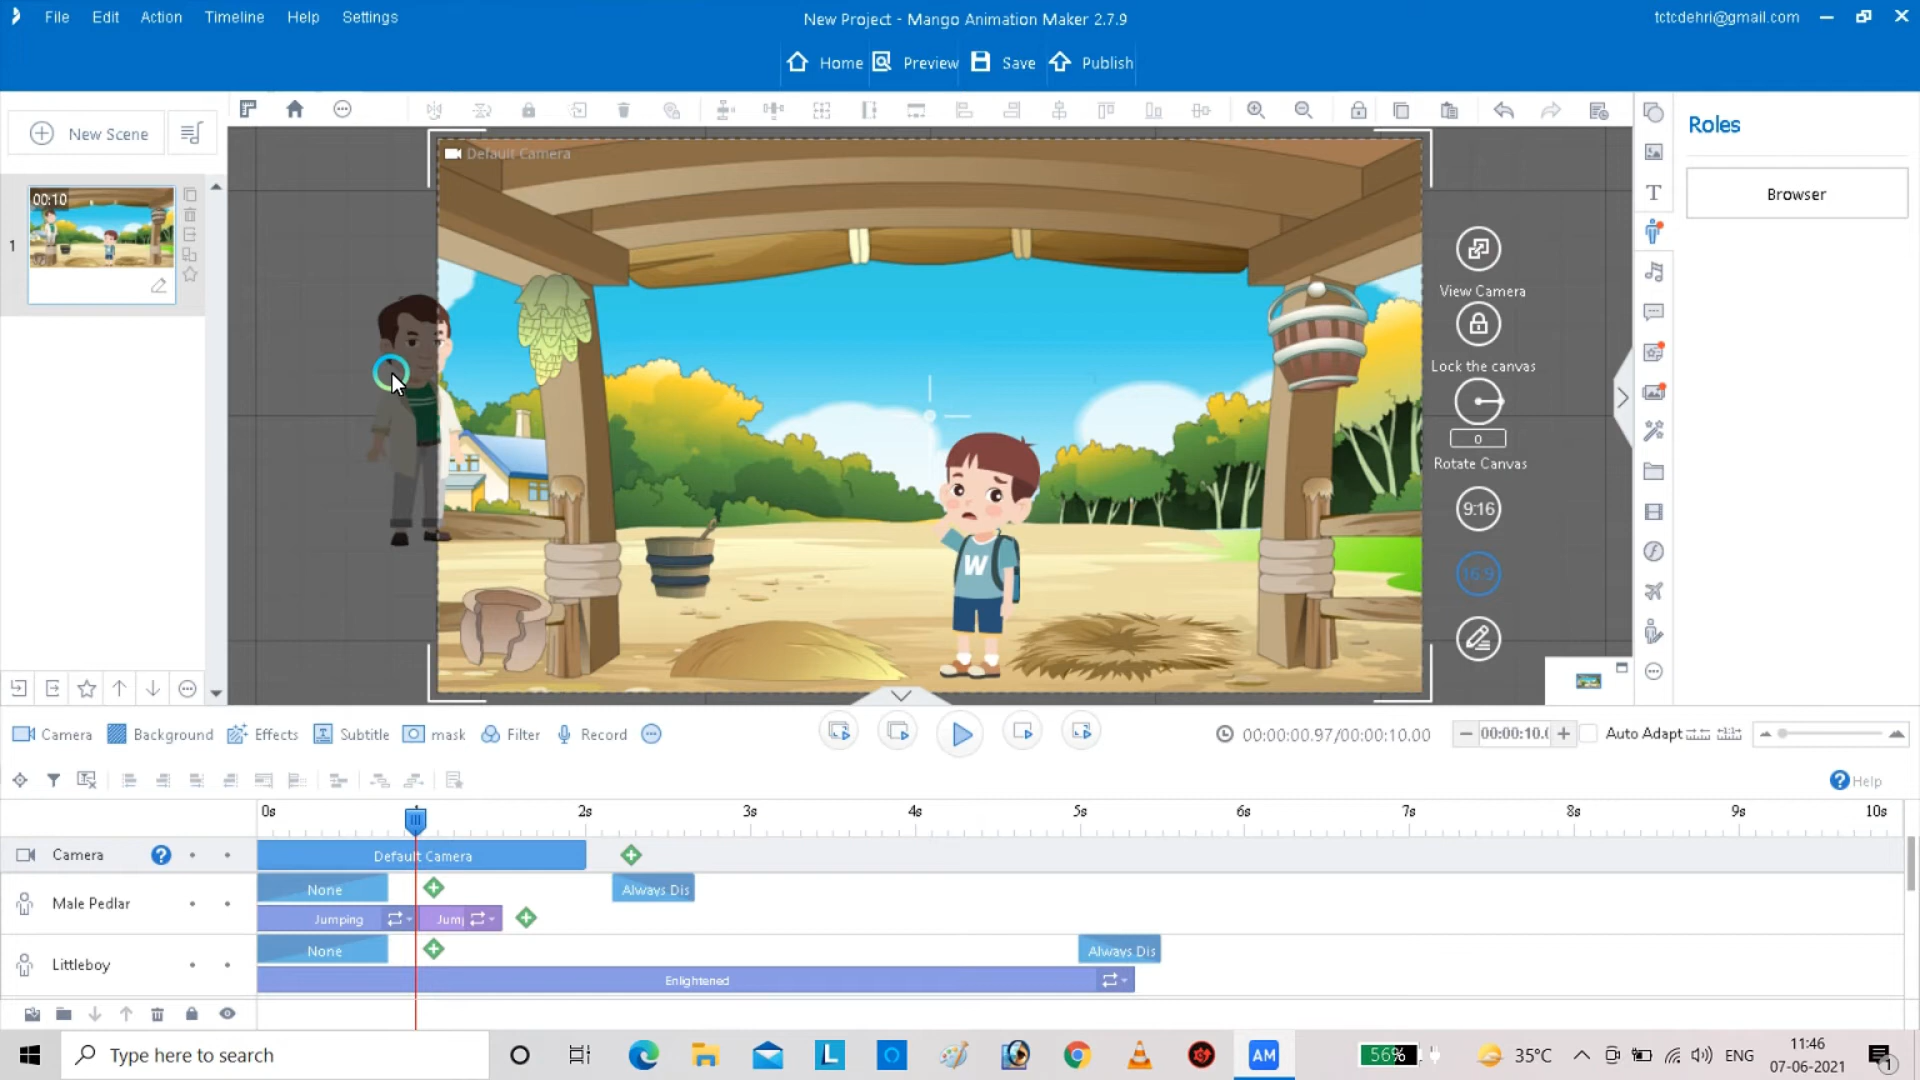 File Edit Action Timeline Help Settings
New Project - Mango Animation Maker 2.7.9
tctcdehri@gmail.com
Home Preview Save Publish
New Scene
Roles
Browser
00:10
1
Default Camera
View Camera
Lock the canvas
0
Rotate Canvas
9:16
16:9
W
T
Camera Background Effects Subtitle mask Filter Record
00:00:00.97/00:00:10.00
00:00:10.0
Auto Adapt
Help
0s 2s 3s 4s 5s 6s 7s 8s 9s 10s
Camera Default Camera
None Always Dis
Male Pedlar
Jumping Jump
None Always Dis
Littleboy
Enlightened
Type here to search
L
AM
56%
35°C
ENG
11:46
07-06-2021
1